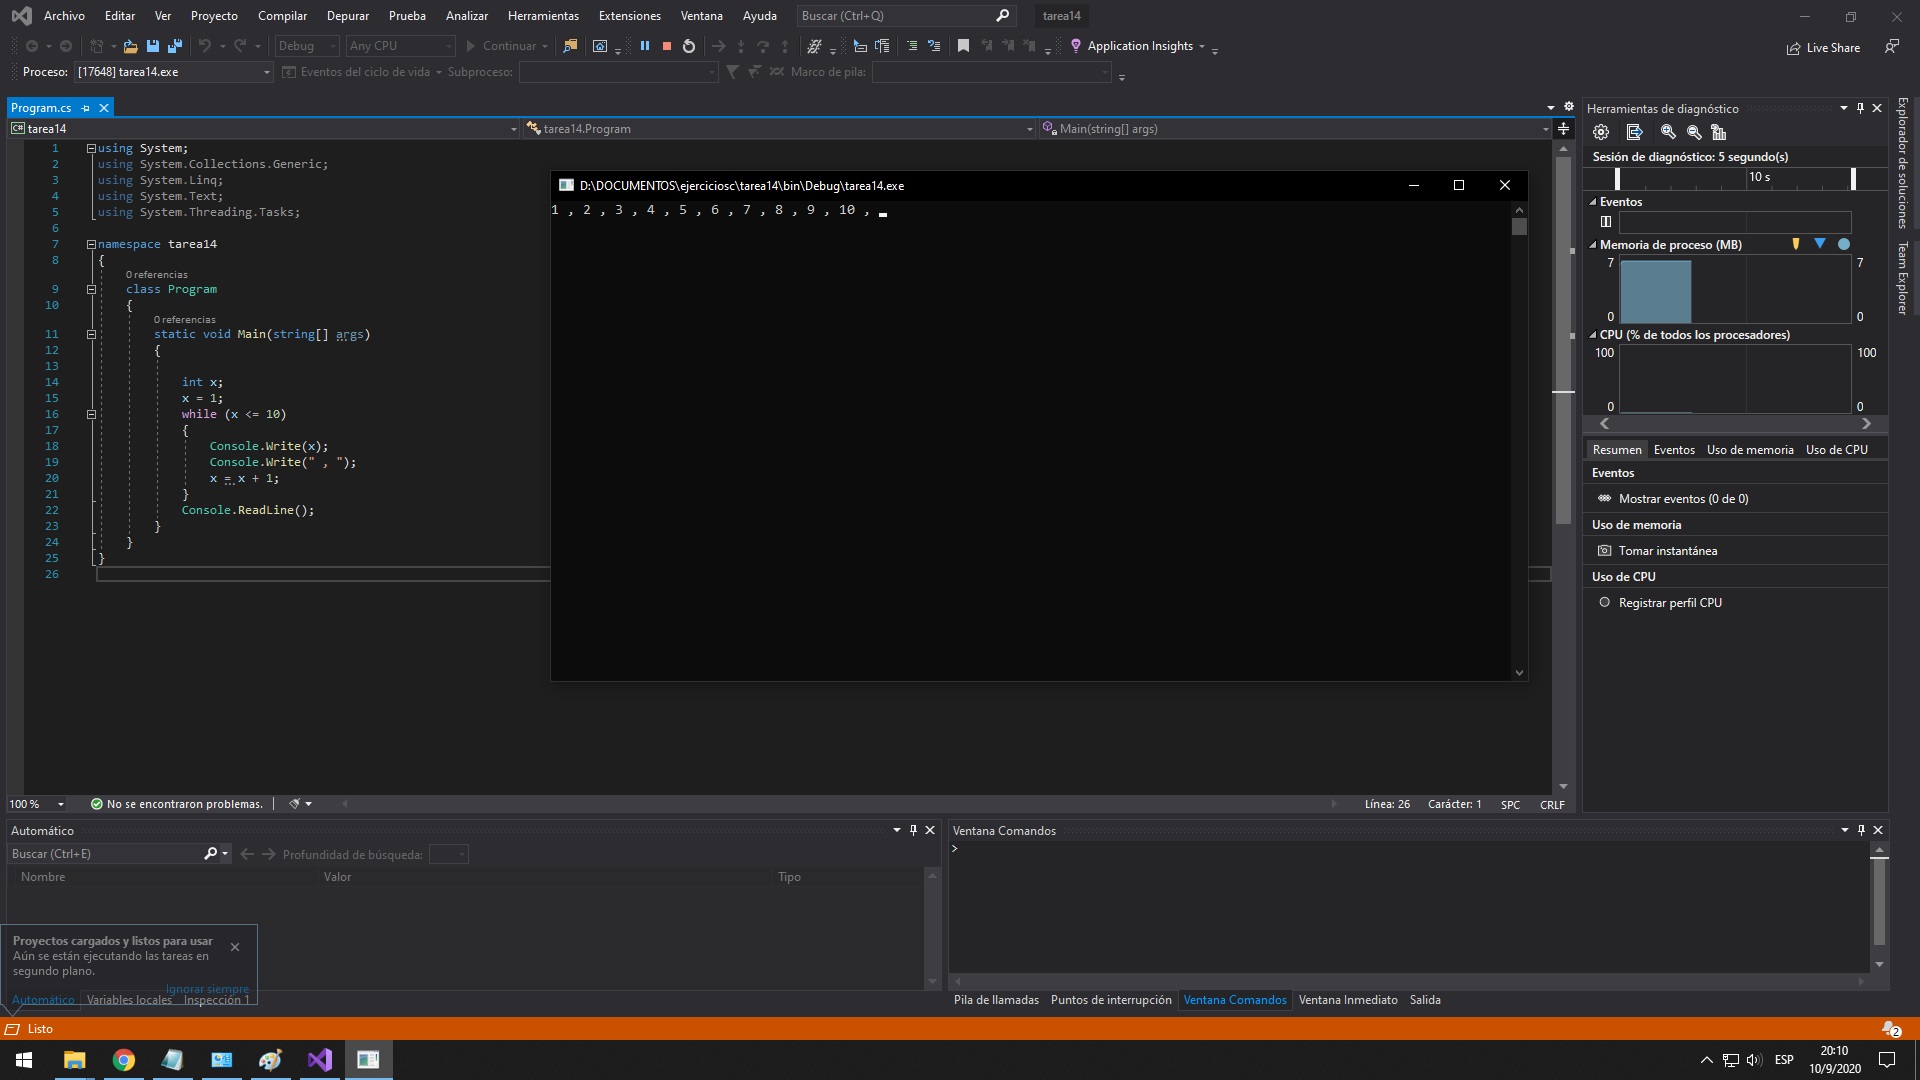 Archivo Editar Ver Proyecto Compilar Depurar Prueba Analizar Herramientas Extensiones Ventana Ayuda Buscar (Ctrl+Q) tarea14
Debug Any CPU Continuar Application Insights Live Share
Proceso: [17648] tarea14.exe Eventos del ciclo de vida Subproceso: Marco de pila:
Program.cs
tarea14 tarea14.Program Main(string[] args)
1 using System;
2 using System.Collections.Generic;
3 using System.Linq;
4 using System.Text;
5 using System.Threading.Tasks;
6
7 namespace tarea14
8 {
0 referencias
9 class Program
10 {
0 referencias
11 static void Main(string[] args)
12 {
13
14 int x;
15 x = 1;
16 while (x <= 10)
17 {
18 Console.Write(x);
19 Console.Write(" , ");
20 x = x + 1;
21 }
22 Console.ReadLine();
23 }
24 }
25 }
26
D:\DOCUMENTOS\ejerciciosc\tarea14\bin\Debug\tarea14.exe
1 , 2 , 3 , 4 , 5 , 6 , 7 , 8 , 9 , 10 ,
Herramientas de diagnóstico
Sesión de diagnóstico: 5 segundo(s)
10 s
Eventos
Memoria de proceso (MB)
7 7
0 0
CPU (% de todos los procesadores)
100 100
0 0
Resumen Eventos Uso de memoria Uso de CPU
Eventos
Mostrar eventos (0 de 0)
Uso de memoria
Tomar instantánea
Uso de CPU
Registrar perfil CPU
Explorador de soluciones
Team Explorer
100 % No se encontraron problemas. Línea: 26 Carácter: 1 SPC CRLF
Automático
Buscar (Ctrl+E) Profundidad de búsqueda:
Nombre Valor Tipo
Proyectos cargados y listos para usar
Aún se están ejecutando las tareas en
segundo plano.
Ignorar siempre
Automático Variables locales Inspección 1
Ventana Comandos
>
Pila de llamadas Puntos de interrupción Ventana Comandos Ventana Inmediato Salida
Listo
2
ESP
20:10
10/9/2020